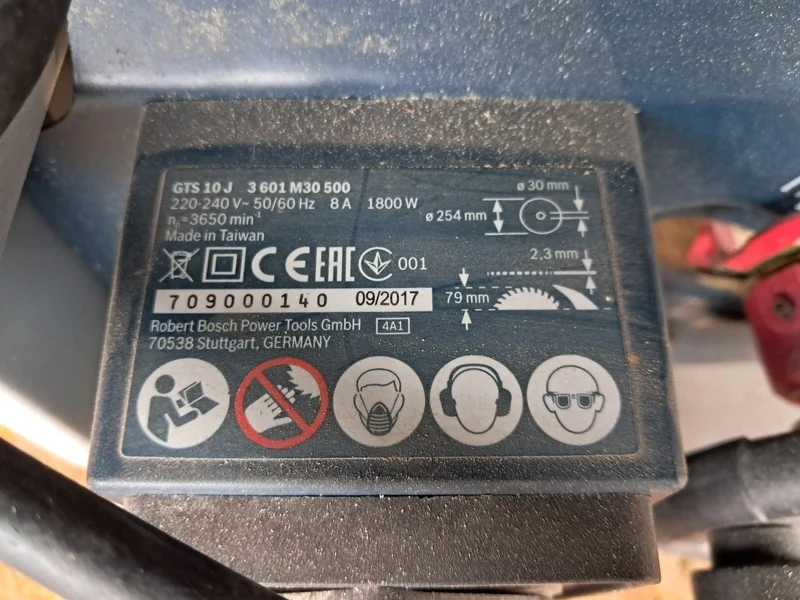 GTS 10 J 3 601 M30 500
220-240 V~ 50/60 Hz 8 A 1800 W
n₀=3650 min⁻¹
Made in Taiwan
CE EAC 001
709000140 09/2017
Robert Bosch Power Tools GmbH 4A1
70538 Stuttgart, GERMANY
ø 30 mm
ø 254 mm
2,3 mm
79 mm